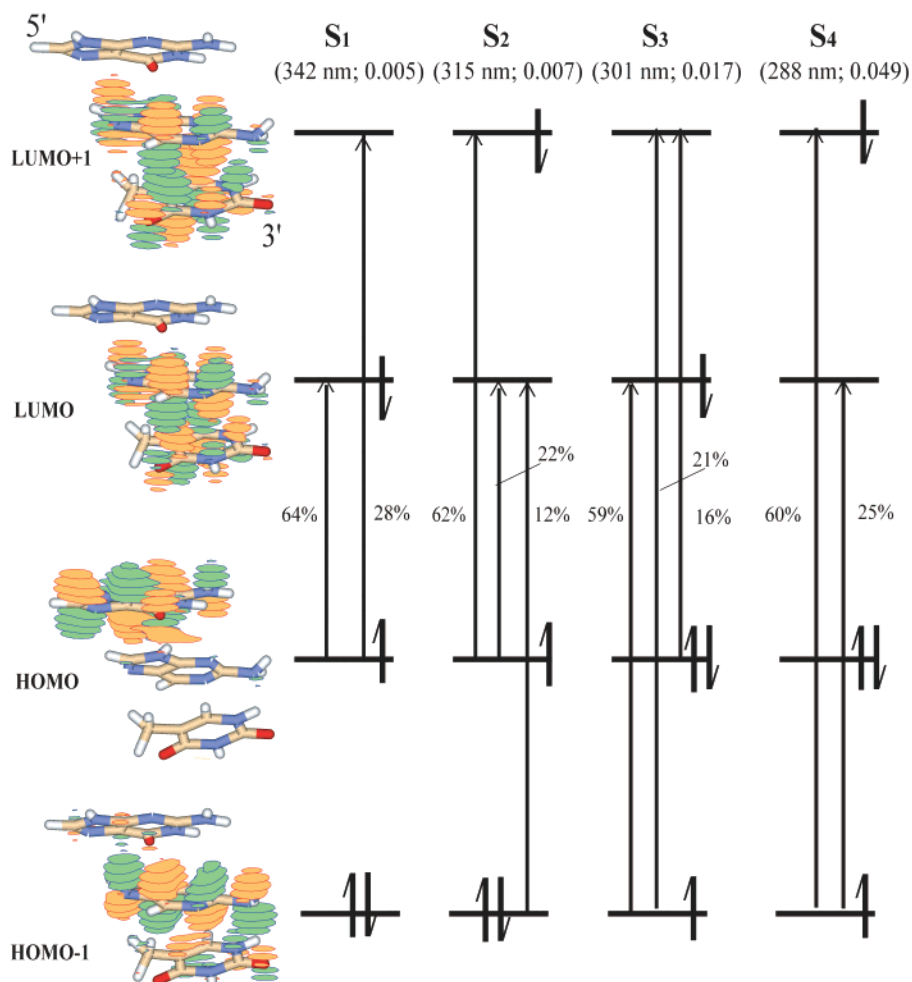 5'
S1
S2
S3
S4
(342 nm; 0.005)
(315 nm; 0.007)
(301 nm; 0.017)
(288 nm; 0.049)
LUMO+1
3'
LUMO
22%
21%
64%
28%
62%
12%
59%
16%
60%
25%
HOMO
HOMO-1